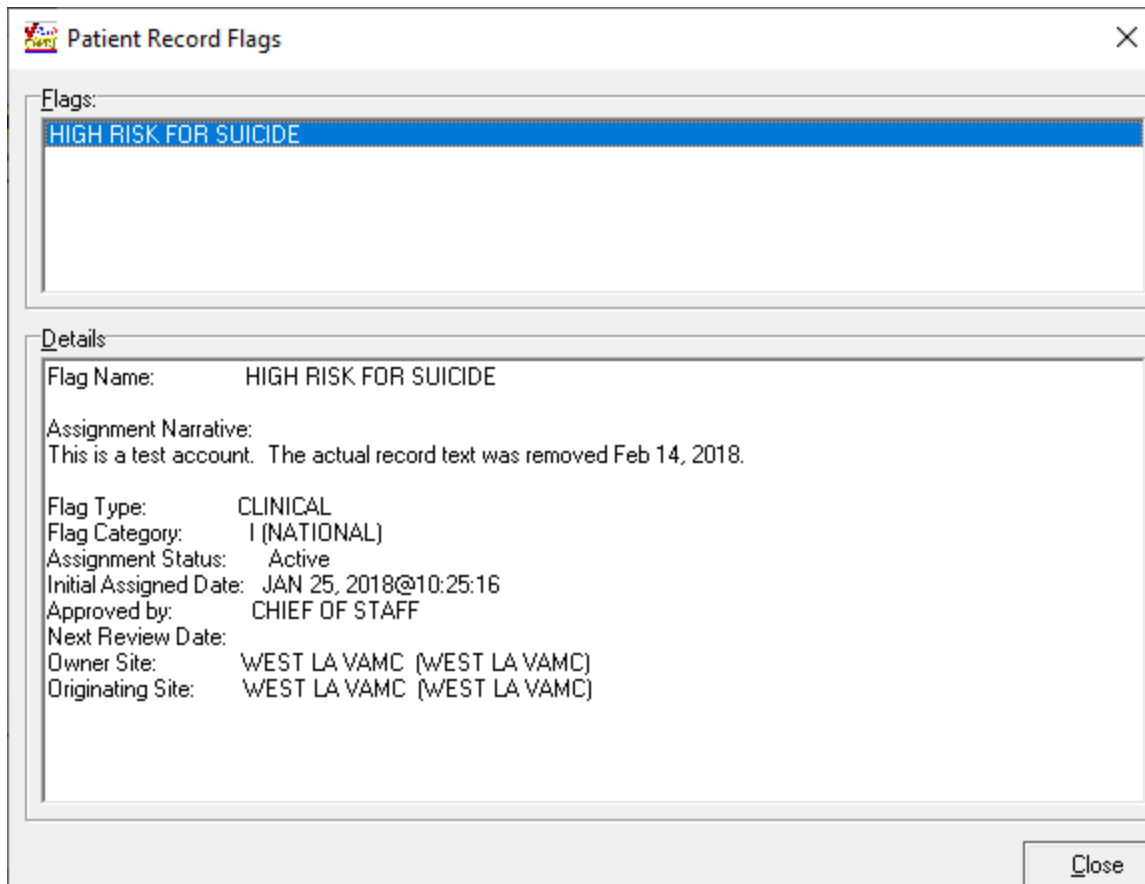 Patient Record Flags
Flags:
HIGH RISK FOR SUICIDE
Details
Flag Name: HIGH RISK FOR SUICIDE
Assignment Narrative:
This is a test account. The actual record text was removed Feb 14, 2018.
Flag Type: CLINICAL
Flag Category: I (NATIONAL)
Assignment Status: Active
Initial Assigned Date: JAN 25, 2018@10:25:16
Approved by: CHIEF OF STAFF
Next Review Date:
Owner Site: WEST LA VAMC (WEST LA VAMC)
Originating Site: WEST LA VAMC (WEST LA VAMC)
Close